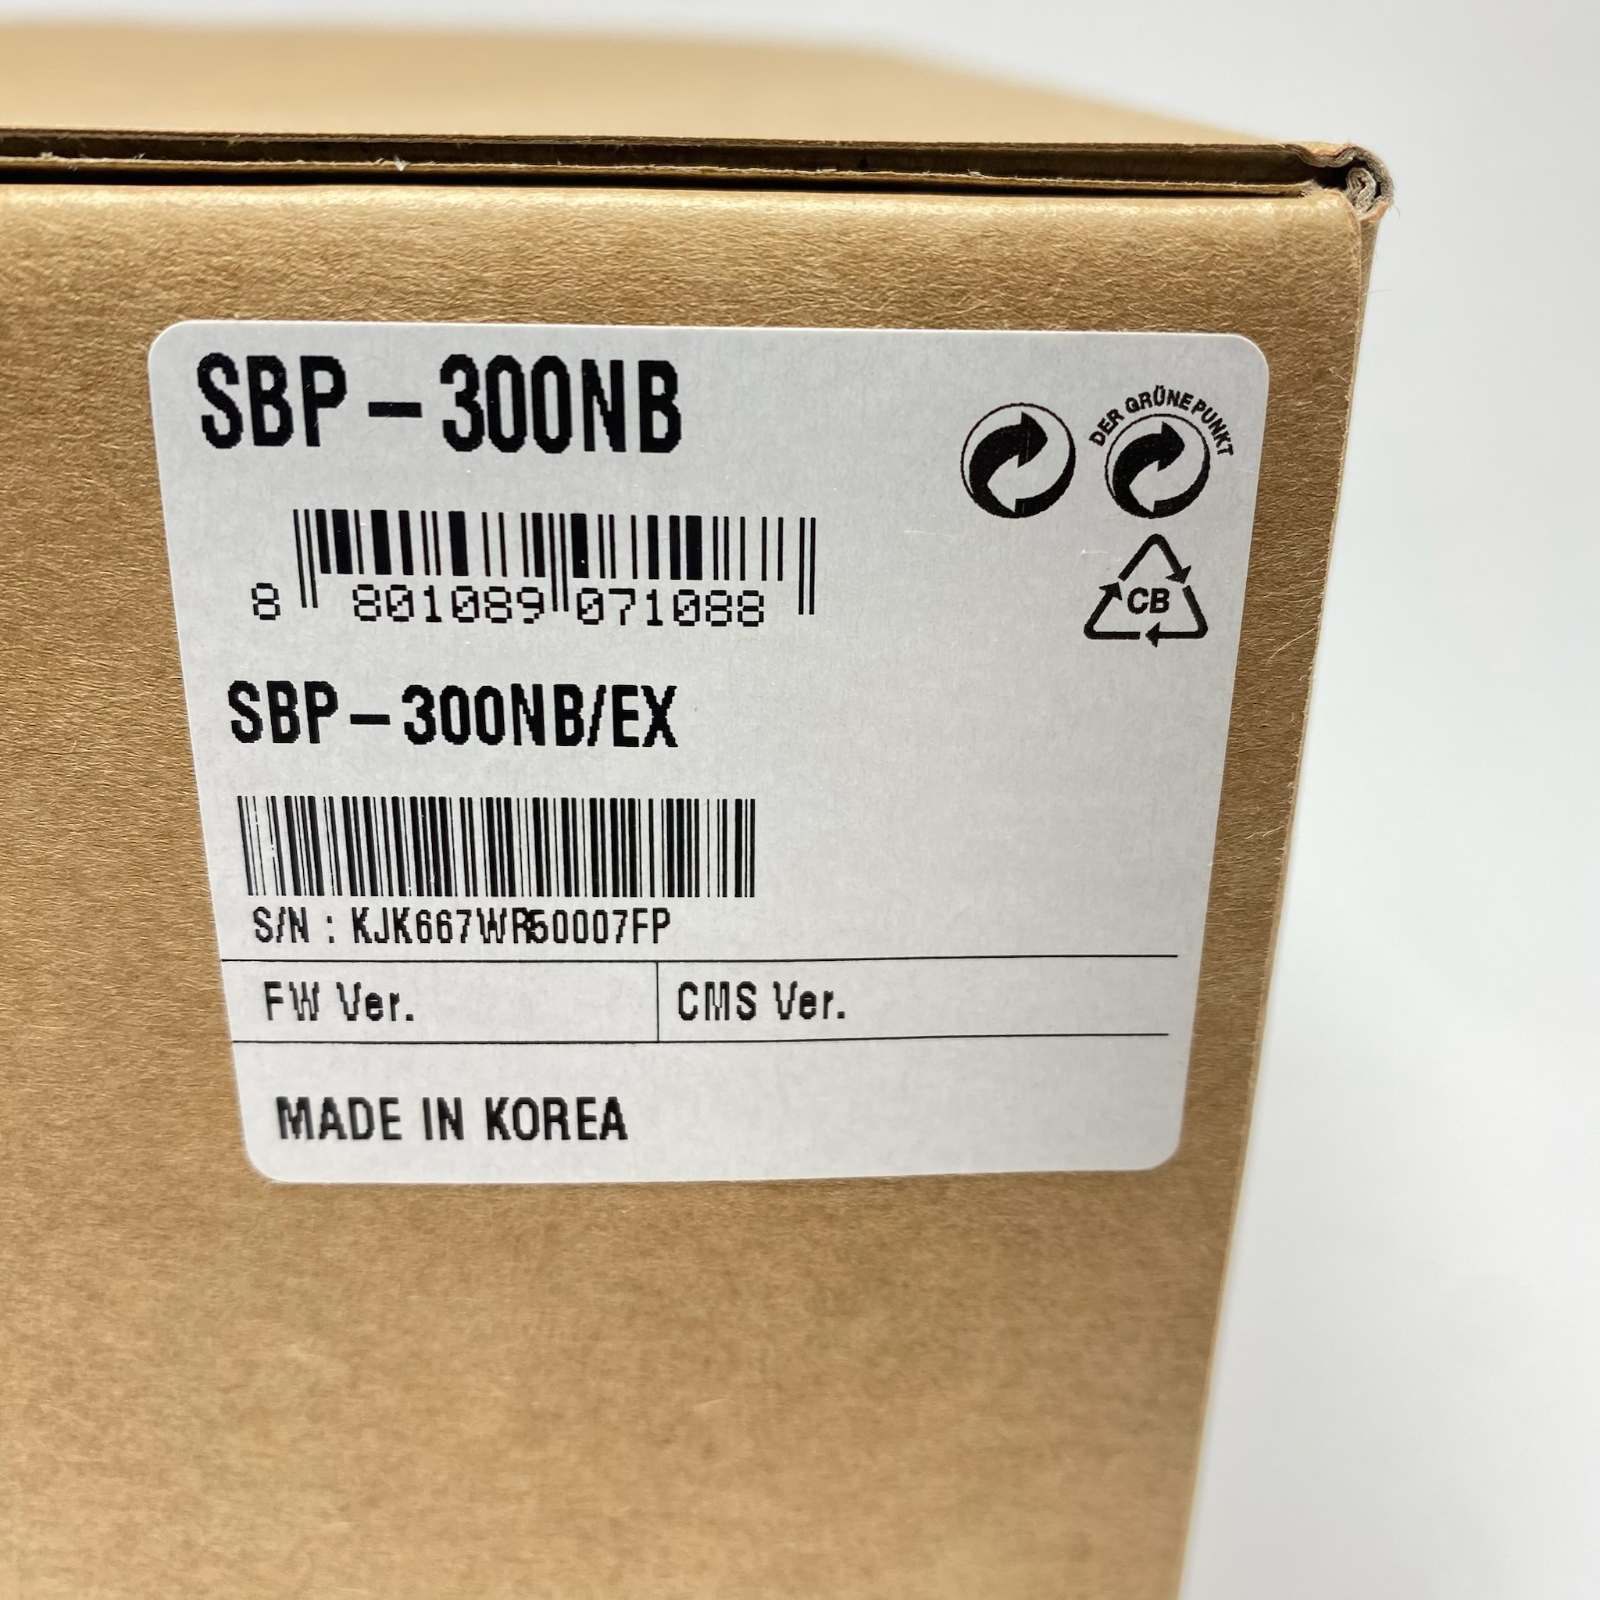 SBP-300NB
DER GRÜNE PUNKT
8 801089 071088
CB
SBP-300NB/EX
FW Ver. CMS Ver.
MADE IN KOREA